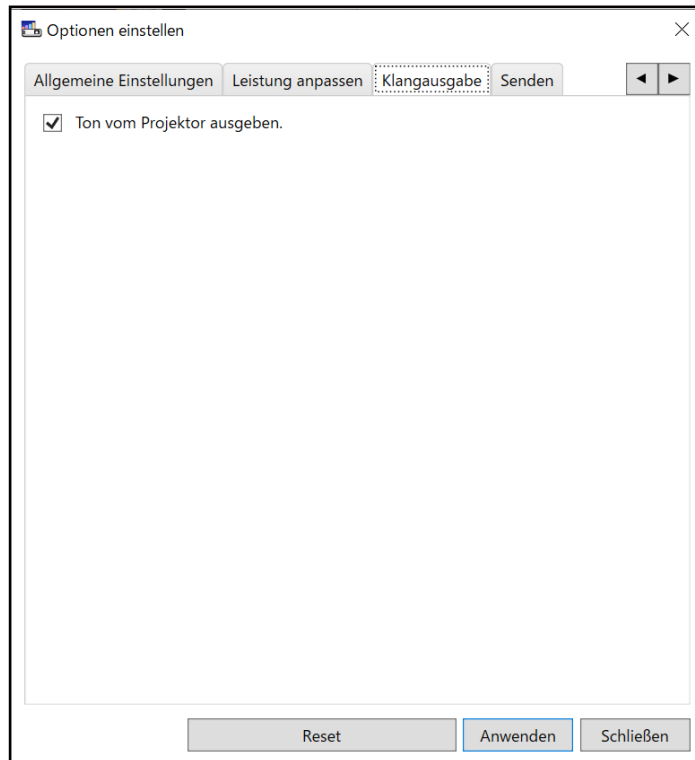 Optionen einstellen
Allgemeine Einstellungen Leistung anpassen Klangausgabe Senden
Ton vom Projektor ausgeben.
Reset Anwenden Schließen